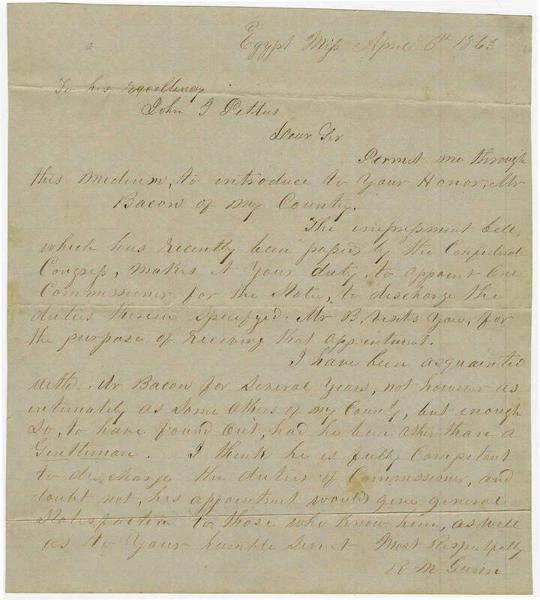 Egypt Miss April 6th 1863
To his Excellency
John J Pettus
Dear Sir
Permit me through
this medium, to introduce to Your Honor, Mr
Bacon of my County.
The impressment bill
which has recently been passed by the Confederate
Congress, makes it Your duty to appoint one
Commissioner for the State, to discharge the
duties therein specifyed. Mr B. visits You, for
the purpose of receiving that appointment.
I have been acquainted
with Mr Bacon for several Years, not however as
intimately as some others of my County, but enough
so, to have found out, had he been other than a
Gentleman. I think he is fully Competent
to discharge the duties of Commissioner, and
doubt not, his appointment would give general
Satisfaction to those who know him, as well
as to Your humble Servt Most Respectfully
R M